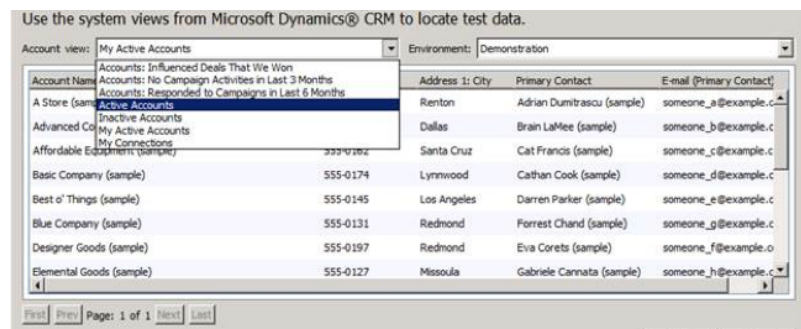 Use the system views from Microsoft Dynamics® CRM to locate test data.
Account view: My Active Accounts Environment: Demonstration
Accounts: Influenced Deals That We Won
Accounts: No Campaign Activities in Last 3 Months
Accounts: Responded to Campaigns in Last 6 Months
Active Accounts
Inactive Accounts
My Active Accounts
My Connections
Account Name Address 1: City Primary Contact E-mail (Primary Contact)
A Store (sam Renton Adrian Dumitrascu (sample) someone_a@example.c
Advanced Co Dallas Brain LaMee (sample) someone_b@example.c
Affordable Equipment (sample) 555-0162 Santa Cruz Cat Francis (sample) someone_c@example.c
Basic Company (sample) 555-0174 Lynnwood Cathan Cook (sample) someone_d@example.c
Best o' Things (sample) 555-0145 Los Angeles Darren Parker (sample) someone_e@example.c
Blue Company (sample) 555-0131 Redmond Forrest Chand (sample) someone_g@example.c
Designer Goods (sample) 555-0197 Redmond Eva Corets (sample) someone_f@example.co
Elemental Goods (sample) 555-0127 Missoula Gabriele Cannata (sample) someone_h@example.c
First Prev Page: 1 of 1 Next Last